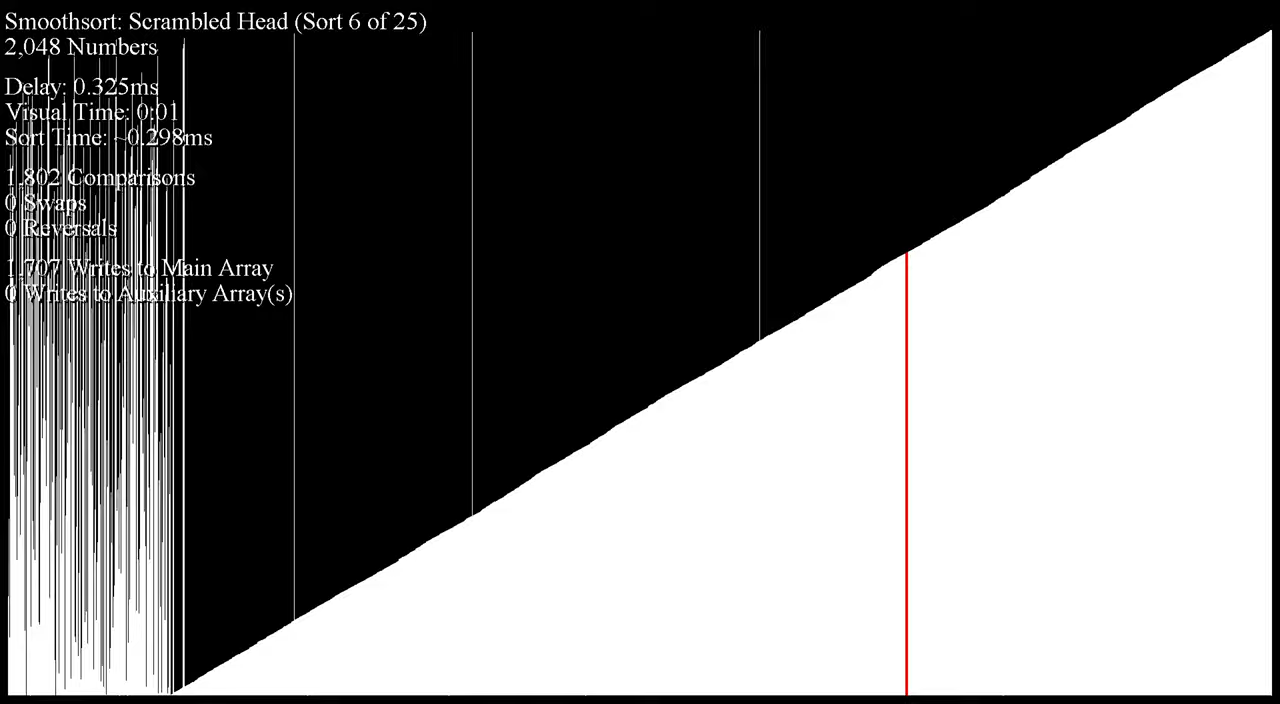 Smoothsort: Scrambled Head (Sort 6 of 25)
2,048 Numbers
Delay: 0.325ms
Visual Time: 0:01
Sort Time: ~0.298ms
1,802 Comparisons
0 Swaps
0 Reversals
1,707 Writes to Main Array
0 Writes to Auxiliary Array(s)